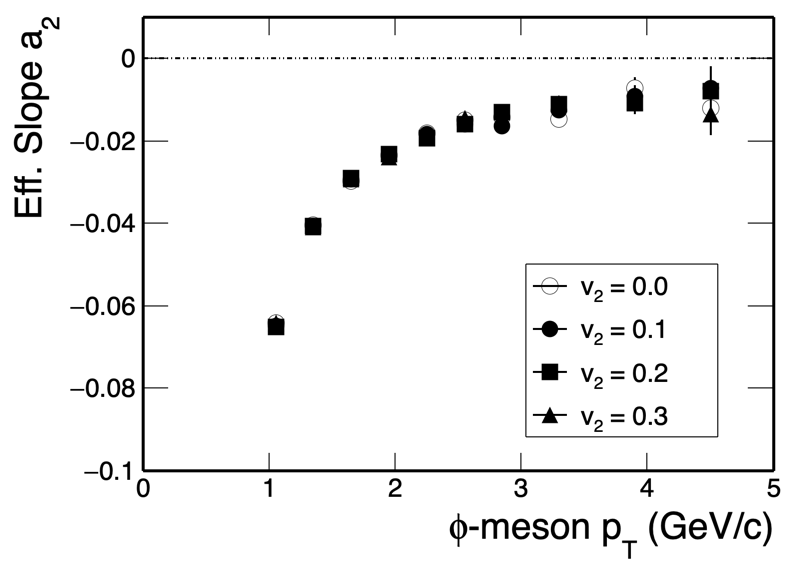 Eff. Slope a₂
0
−0.02
−0.04
−0.06
−0.08
−0.1
0 1 2 3 4 5
v₂ = 0.0
v₂ = 0.1
v₂ = 0.2
v₂ = 0.3
ϕ-meson p_T (GeV/c)